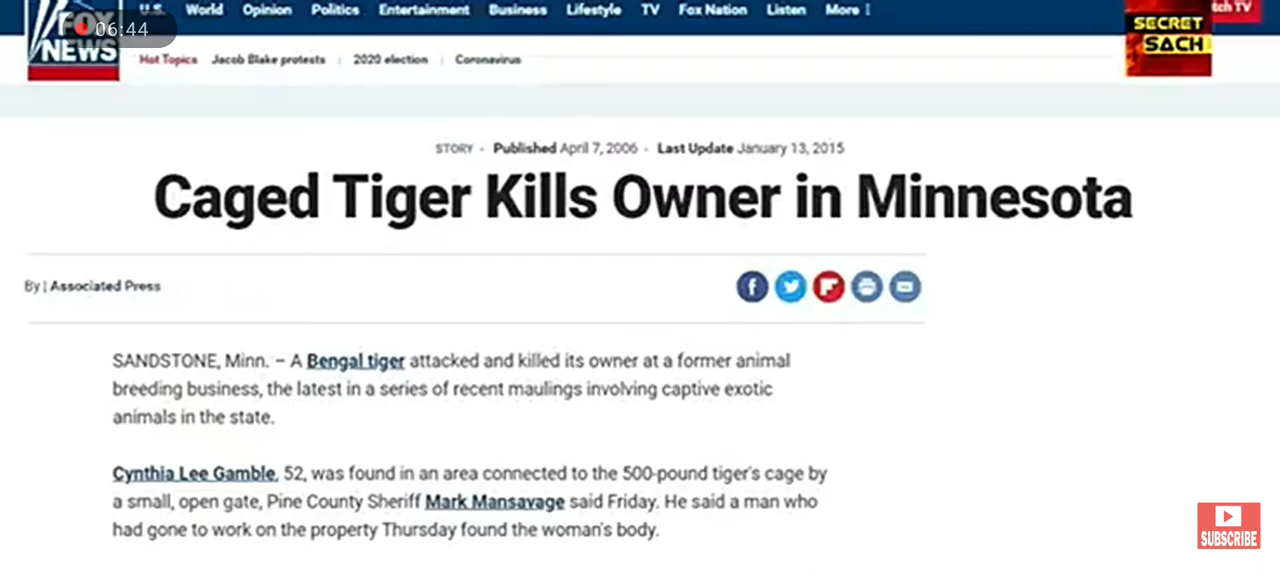 U.S. World Opinion Politics Entertainment Business Lifestyle TV Fox Nation Listen More
FOX
NEWS
06:44
tch TV
SECRET
SACH
Hot Topics Jacob Blake protests 2020 election Coronavirus
STORY - Published April 7, 2006 - Last Update January 13, 2015
Caged Tiger Kills Owner in Minnesota
By | Associated Press
SANDSTONE, Minn. – A Bengal tiger attacked and killed its owner at a former animal
breeding business, the latest in a series of recent maulings involving captive exotic
animals in the state.
Cynthia Lee Gamble, 52, was found in an area connected to the 500-pound tiger's cage by
a small, open gate, Pine County Sheriff Mark Mansavage said Friday. He said a man who
had gone to work on the property Thursday found the woman's body.
SUBSCRIBE